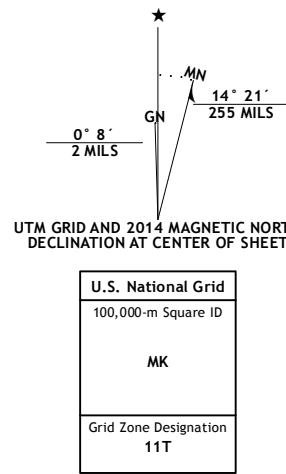 ★
MN
GN
14° 21´
255 MILS
0° 8´
2 MILS
UTM GRID AND 2014 MAGNETIC NORT
DECLINATION AT CENTER OF SHEET
U.S. National Grid
100,000-m Square ID
MK
Grid Zone Designation
11T